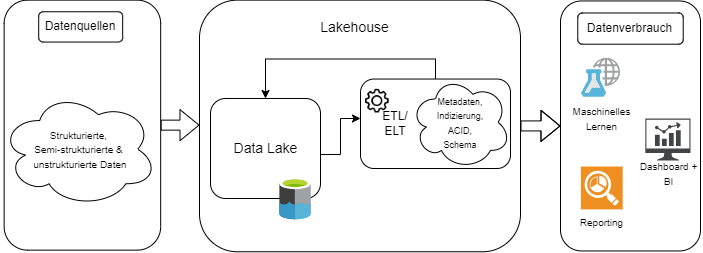 Datenquellen
Strukturierte,
Semi-strukturierte &
unstrukturierte Daten
Lakehouse
Data Lake
ETL/
ELT
Metadaten,
Indizierung,
ACID,
Schema
Datenverbrauch
Maschinelles
Lernen
Dashboard +
BI
Reporting